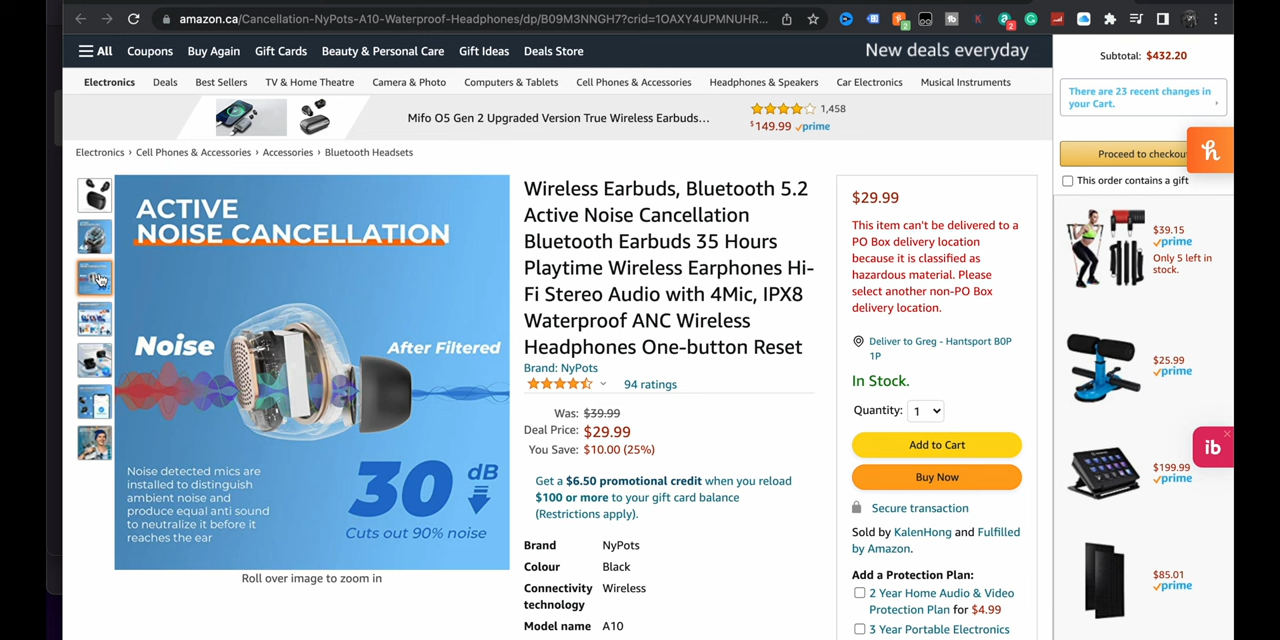 amazon.ca/Cancellation-NyPots-A10-Waterproof-Headphones/dp/B09M3NNGH7?crid=1OAXY4UPMNUHR...
All Coupons Buy Again Gift Cards Beauty & Personal Care Gift Ideas Deals Store
New deals everyday
Electronics Deals Best Sellers TV & Home Theatre Camera & Photo Computers & Tablets Cell Phones & Accessories Headphones & Speakers Car Electronics Musical Instruments
Mifo O5 Gen 2 Upgraded Version True Wireless Earbuds...
1,458
$149.99 prime
Electronics › Cell Phones & Accessories › Accessories › Bluetooth Headsets
ACTIVE
NOISE CANCELLATION
Noise
After Filtered
Noise detected mics are
installed to distinguish
ambient noise and
produce equal anti sound
to neutralize it before it
reaches the ear
30 dB
Cuts out 90% noise
Roll over image to zoom in
Wireless Earbuds, Bluetooth 5.2
Active Noise Cancellation
Bluetooth Earbuds 35 Hours
Playtime Wireless Earphones Hi-
Fi Stereo Audio with 4Mic, IPX8
Waterproof ANC Wireless
Headphones One-button Reset
Brand: NyPots
94 ratings
Was: $39.99
Deal Price: $29.99
You Save: $10.00 (25%)
Get a $6.50 promotional credit when you reload
$100 or more to your gift card balance
(Restrictions apply).
Brand NyPots
Colour Black
Connectivity Wireless
technology
Model name A10
$29.99
This item can't be delivered to a
PO Box delivery location
because it is classified as
hazardous material. Please
select another non-PO Box
delivery location.
Deliver to Greg - Hantsport B0P
1P
In Stock.
Quantity: 1
Add to Cart
Buy Now
Secure transaction
Sold by KalenHong and Fulfilled
by Amazon.
Add a Protection Plan:
2 Year Home Audio & Video
Protection Plan for $4.99
3 Year Portable Electronics
Subtotal: $432.20
There are 23 recent changes in
your Cart.
Proceed to checkou
This order contains a gift
$39.15
prime
Only 5 left in
stock.
$25.99
prime
ib
$199.99
prime
$85.01
prime